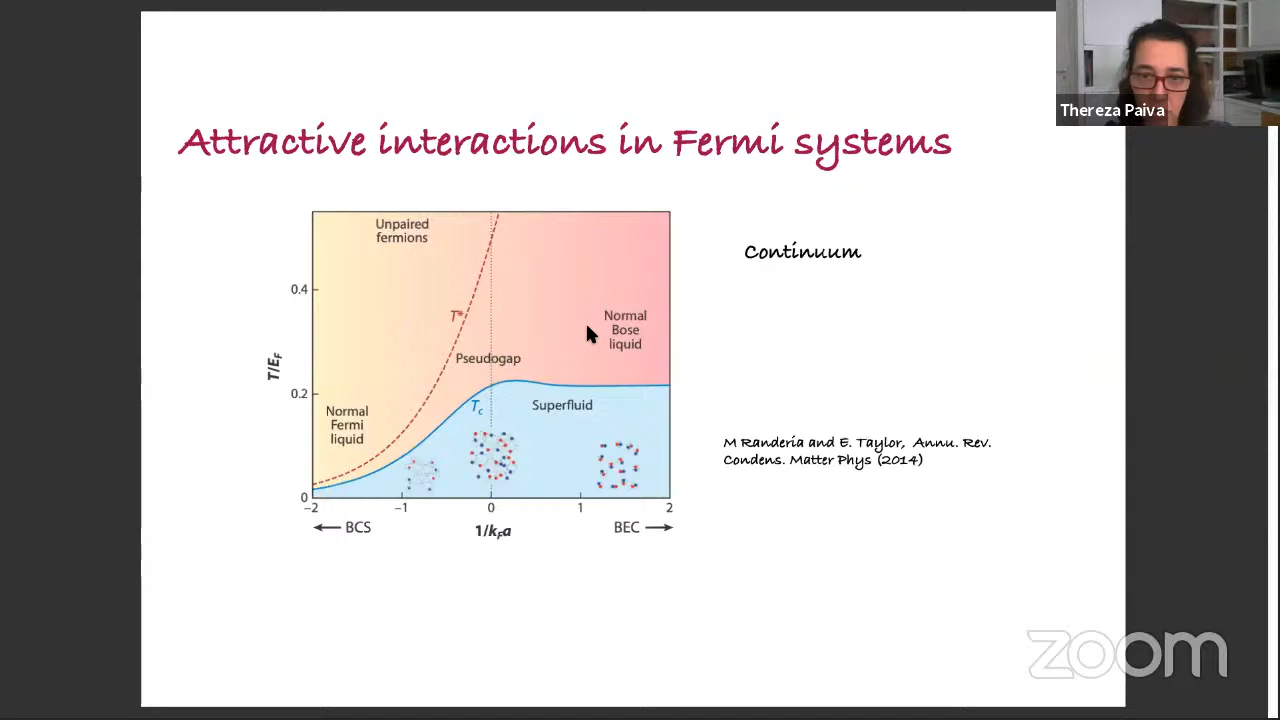 Thereza Paiva
Attractive interactions in Fermi systems
Unpaired
fermions
Continuum
0.4
T*
Normal
Bose
liquid
T/E_F
Pseudogap
0.2
T_c
Superfluid
Normal
Fermi
liquid
M Randeria and E. Taylor, Annu. Rev.
Condens. Matter Phys (2014)
0
−2
−1
0
1
2
← BCS
1/k_Fa
BEC →
zoom